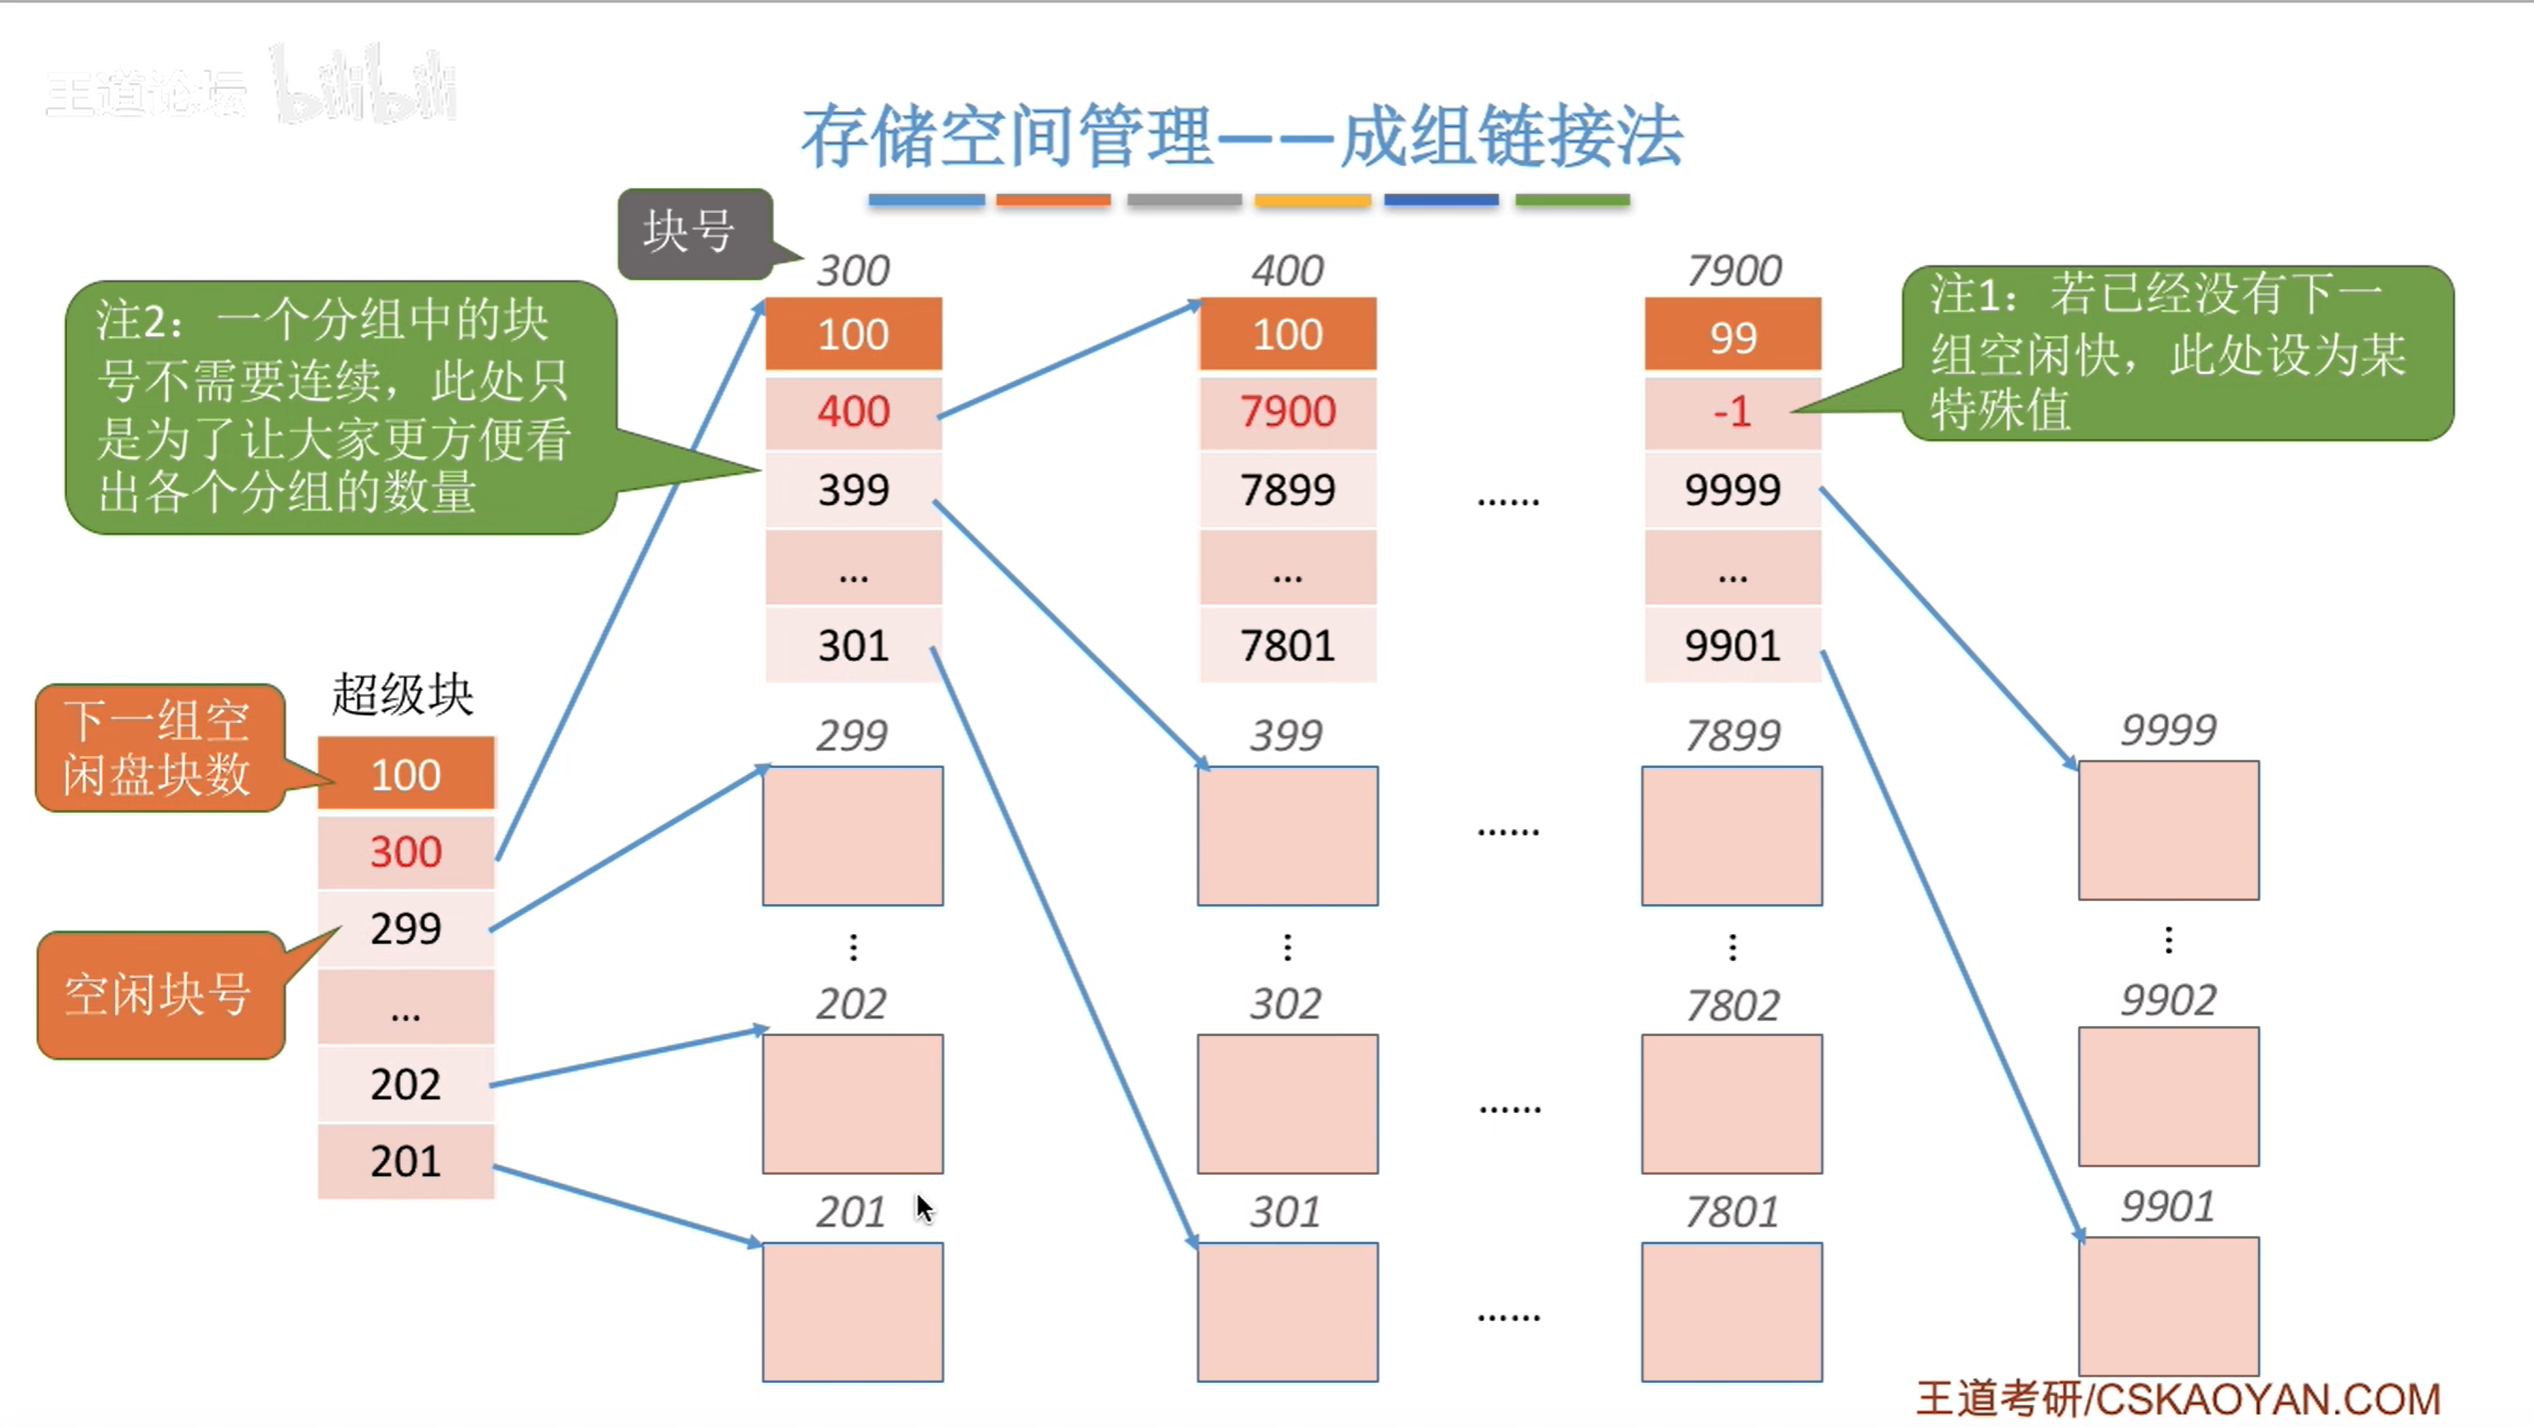 王道论坛 bilibili
存储空间管理——成组链接法
块号
300
400
7900
注2：一个分组中的块
号不需要连续，此处只
是为了让大家更方便看
出各个分组的数量
注1：若已经没有下一
组空闲快，此处设为某
特殊值
100
400
399
...
301
100
7900
7899
...
7801
......
99
-1
9999
...
9901
超级块
下一组空
闲盘块数
空闲块号
100
300
299
...
202
201
299
399
7899
9999
......
202
302
7802
9902
......
201
301
7801
9901
......
王道考研/CSKAOYAN.COM